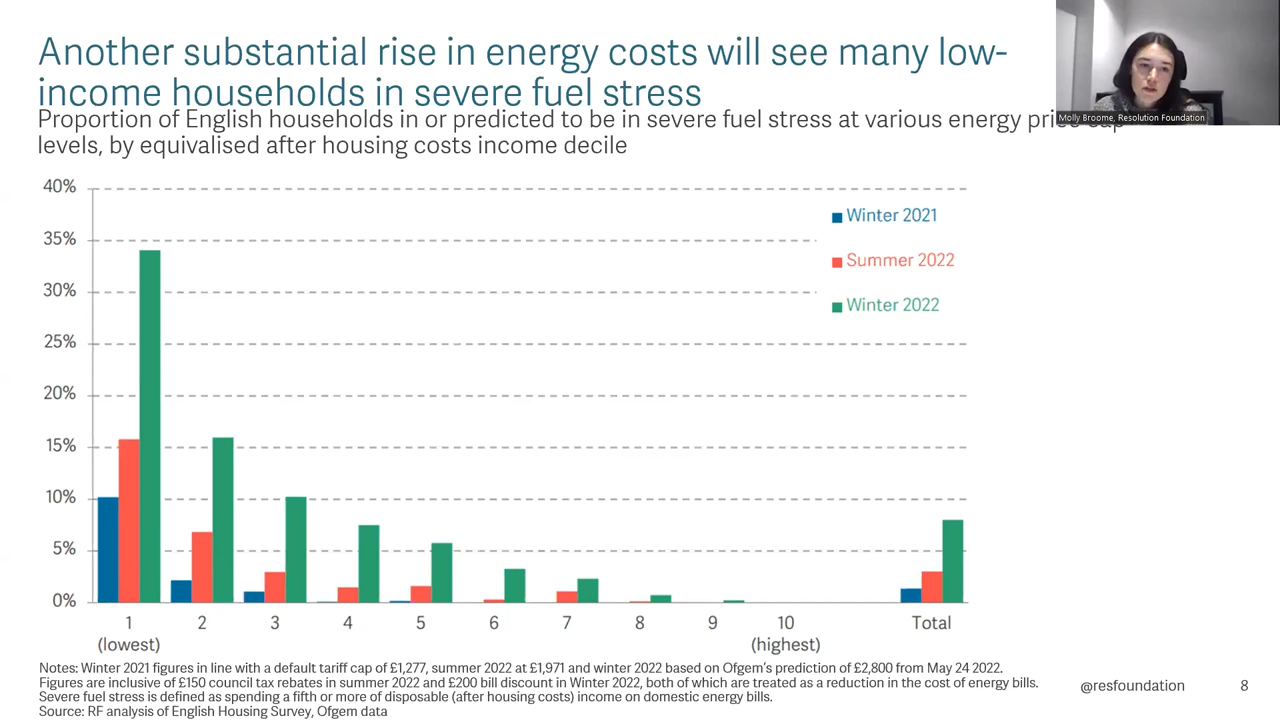 Another substantial rise in energy costs will see many low-
income households in severe fuel stress
Proportion of English households in or predicted to be in severe fuel stress at various energy price cap
levels, by equivalised after housing costs income decile
Molly Broome, Resolution Foundation
40%
35%
30%
25%
20%
15%
10%
5%
0%
Winter 2021
Summer 2022
Winter 2022
1 2 3 4 5 6 7 8 9 10 Total
(lowest) (highest)
Notes: Winter 2021 figures in line with a default tariff cap of £1,277, summer 2022 at £1,971 and winter 2022 based on Ofgem's prediction of £2,800 from May 24 2022.
Figures are inclusive of £150 council tax rebates in summer 2022 and £200 bill discount in Winter 2022, both of which are treated as a reduction in the cost of energy bills.
Severe fuel stress is defined as spending a fifth or more of disposable (after housing costs) income on domestic energy bills.
Source: RF analysis of English Housing Survey, Ofgem data
@resfoundation 8